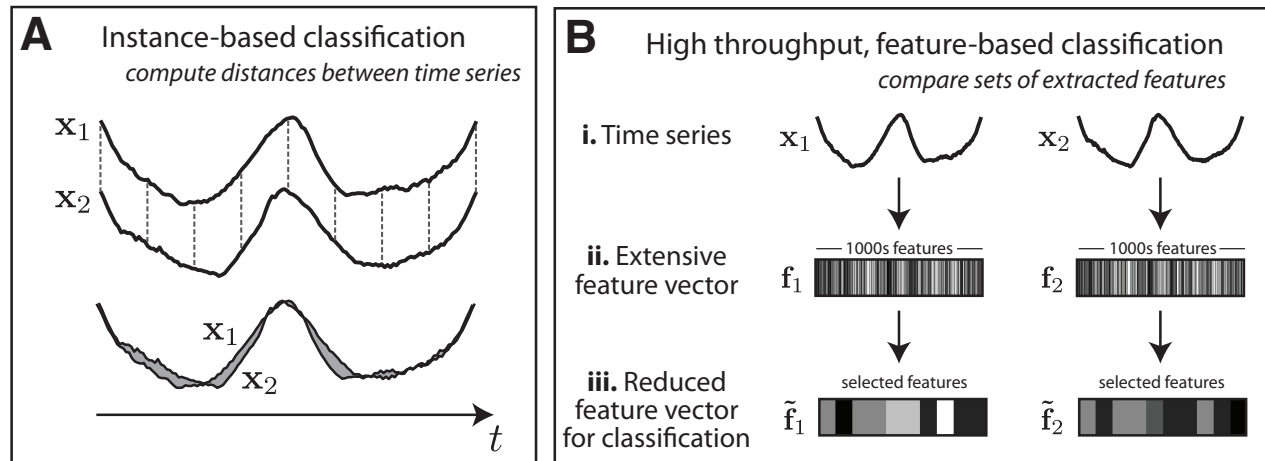 A
Instance-based classification
compute distances between time series
x₁
x₂
x₁
x₂
t
B
High throughput, feature-based classification
compare sets of extracted features
i. Time series
x₁
x₂
ii. Extensive
feature vector
1000s features
f₁
1000s features
f₂
iii. Reduced
feature vector
for classification
selected features
f̃₁
selected features
f̃₂